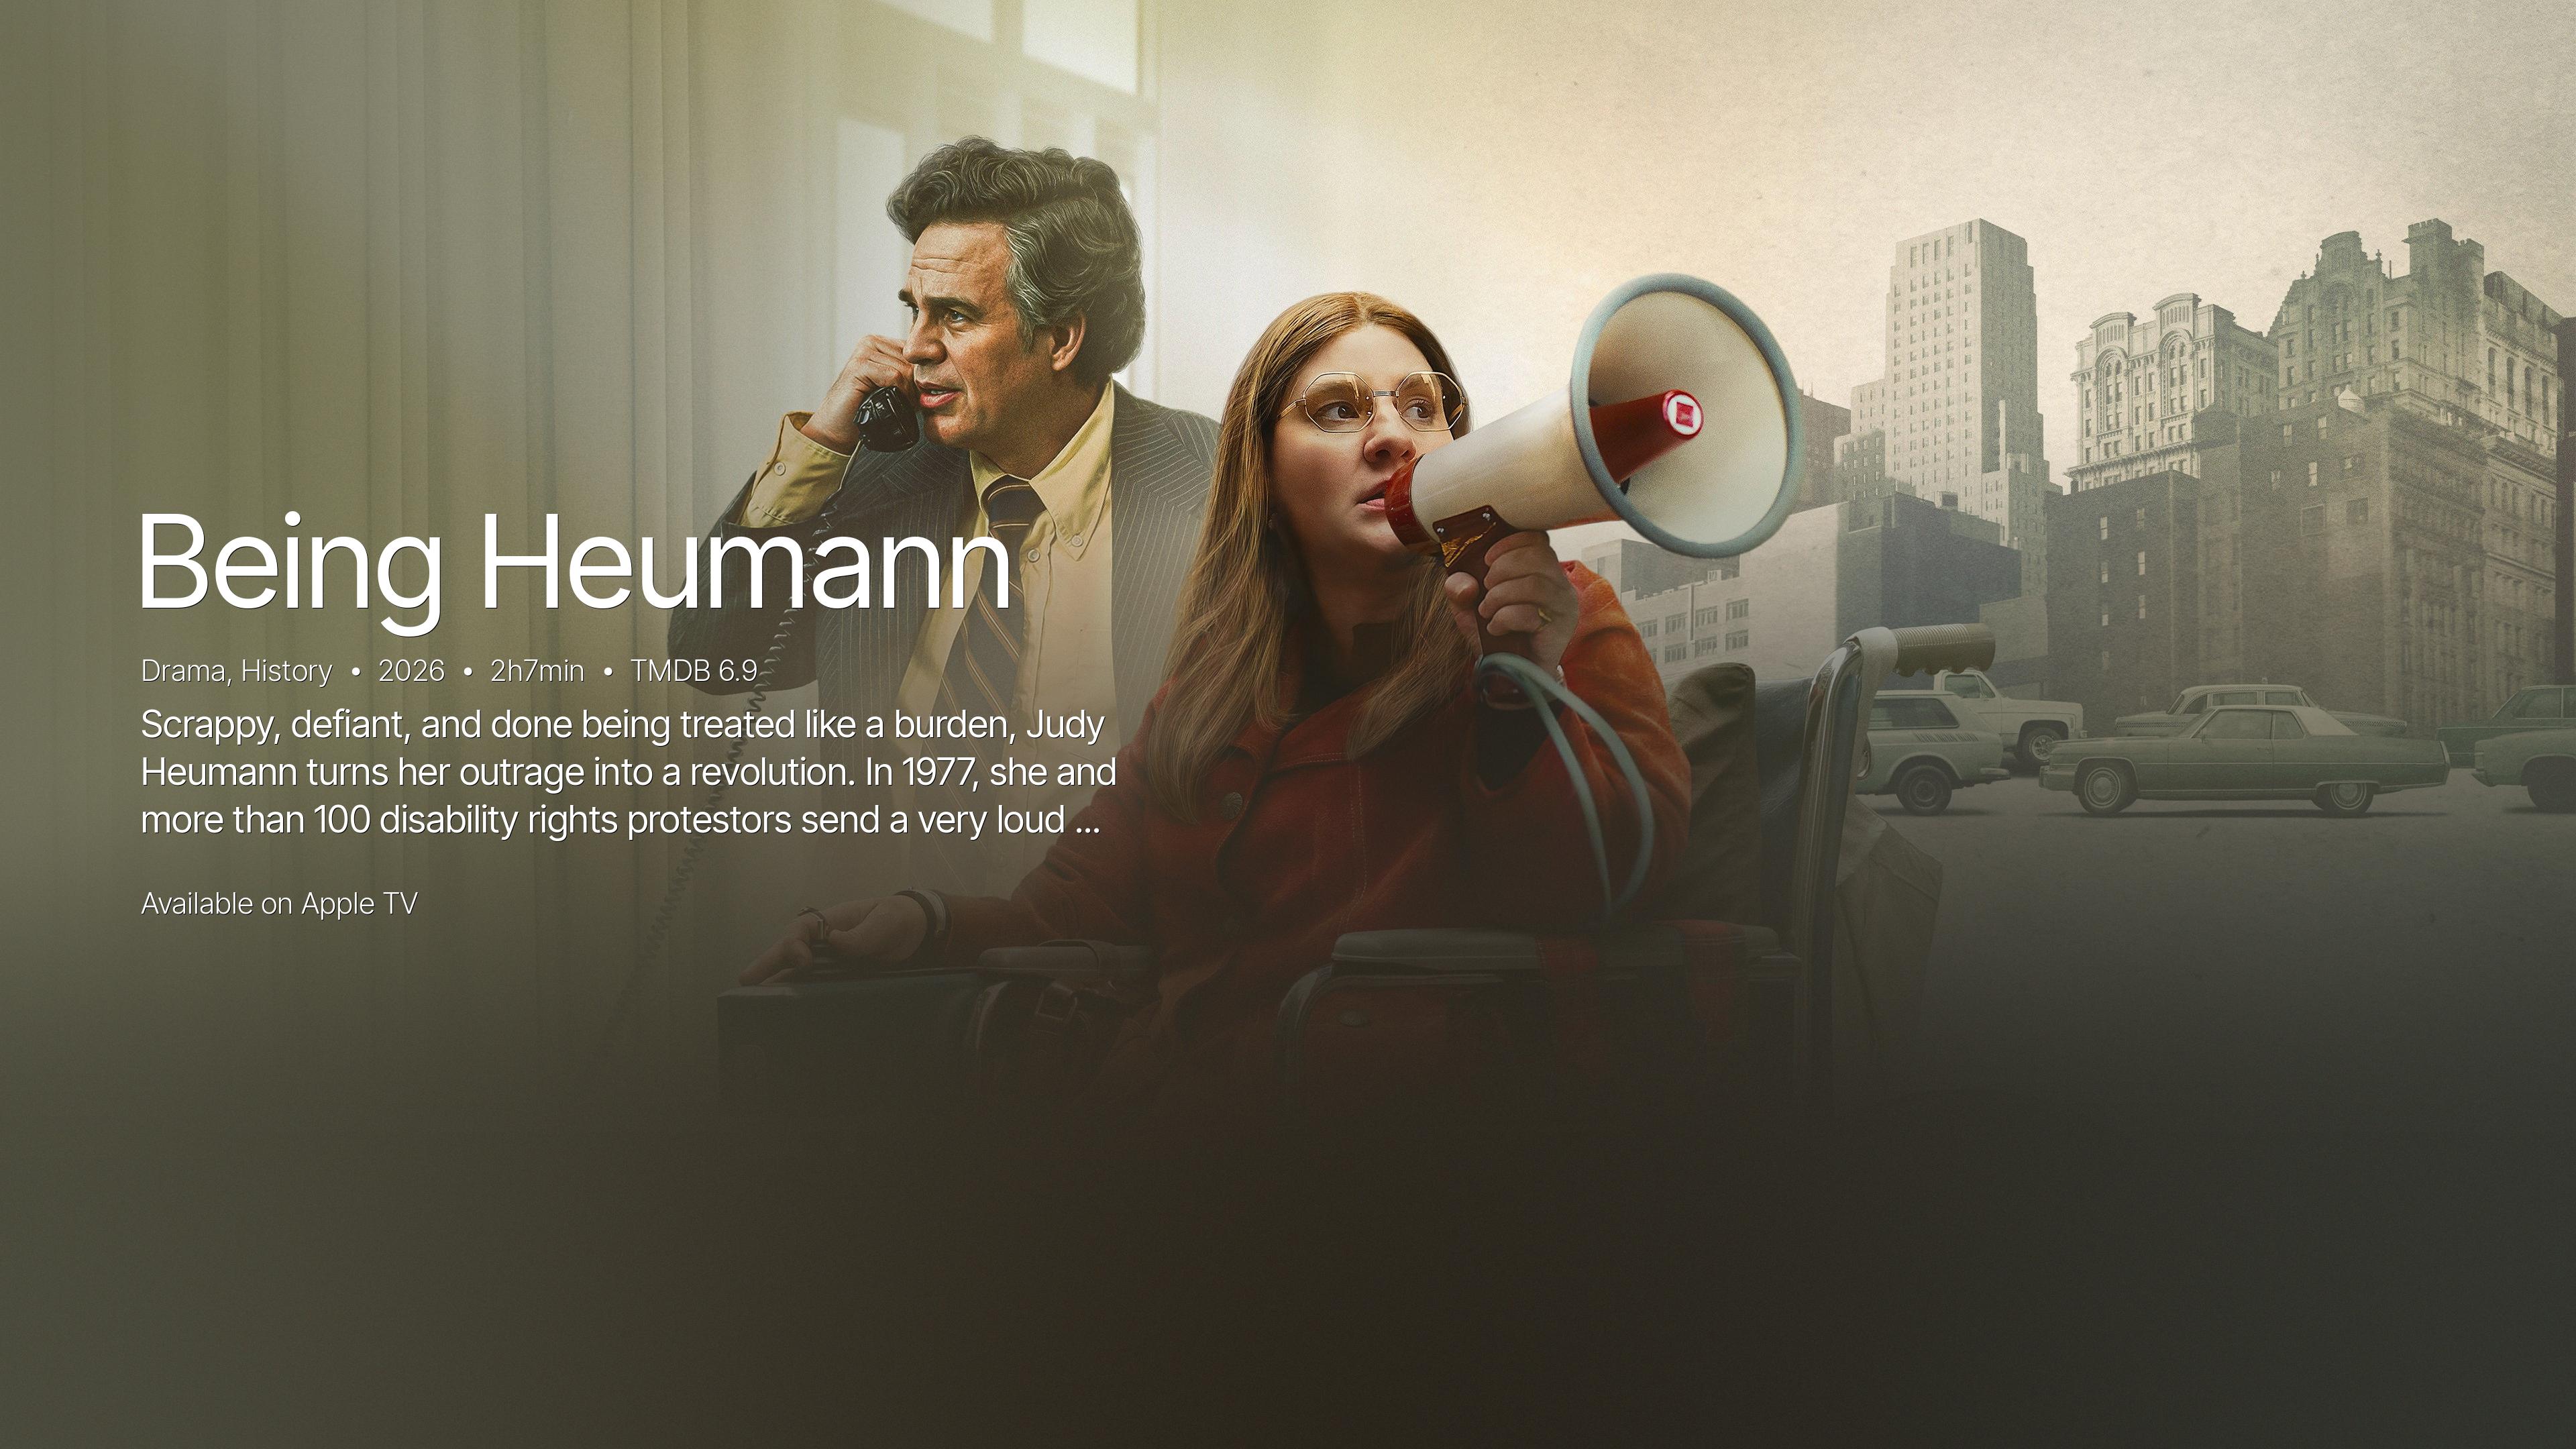 Being Heumann
Drama, History • 2026 • 2h7min • TMDB 6.9
Scrappy, defiant, and done being treated like a burden, Judy
Heumann turns her outrage into a revolution. In 1977, she and
more than 100 disability rights protestors send a very loud ...
Available on Apple TV